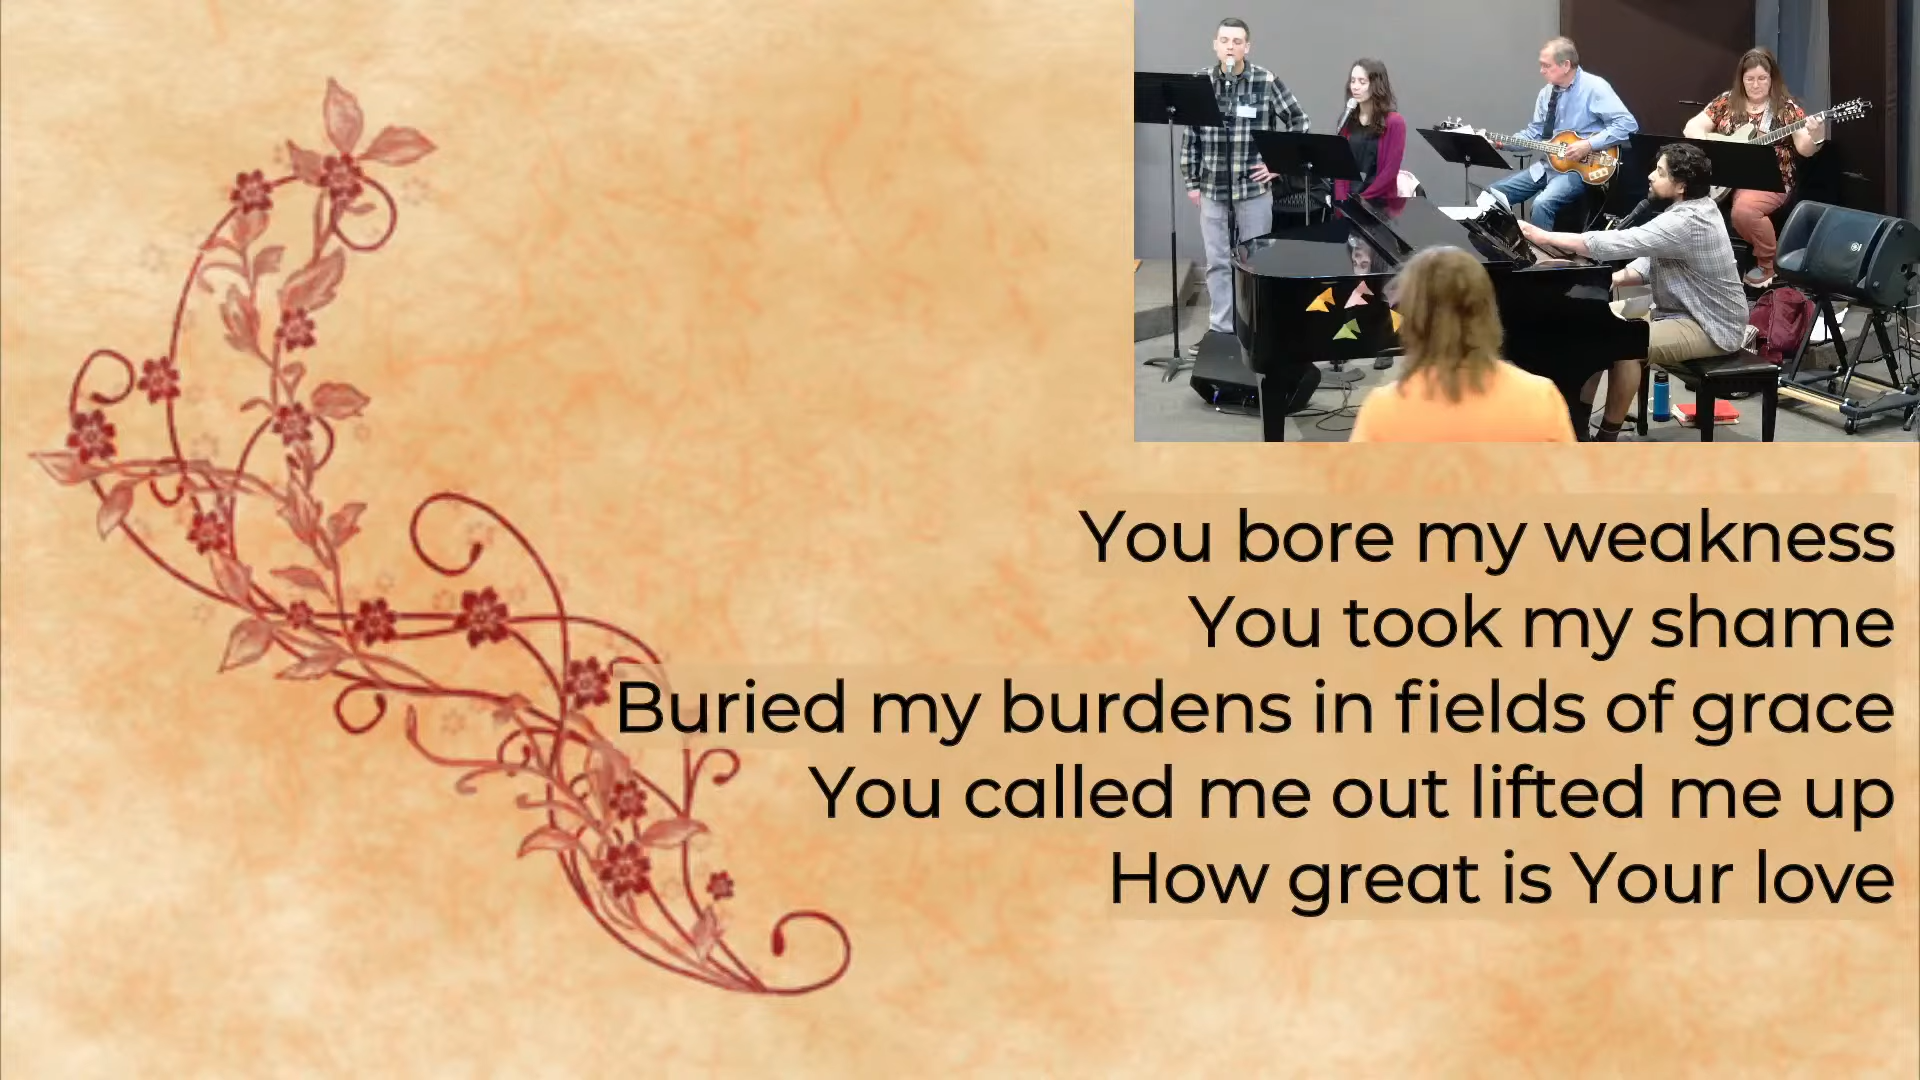 You bore my weakness
You took my shame
Buried my burdens in fields of grace
You called me out lifted me up
How great is Your love